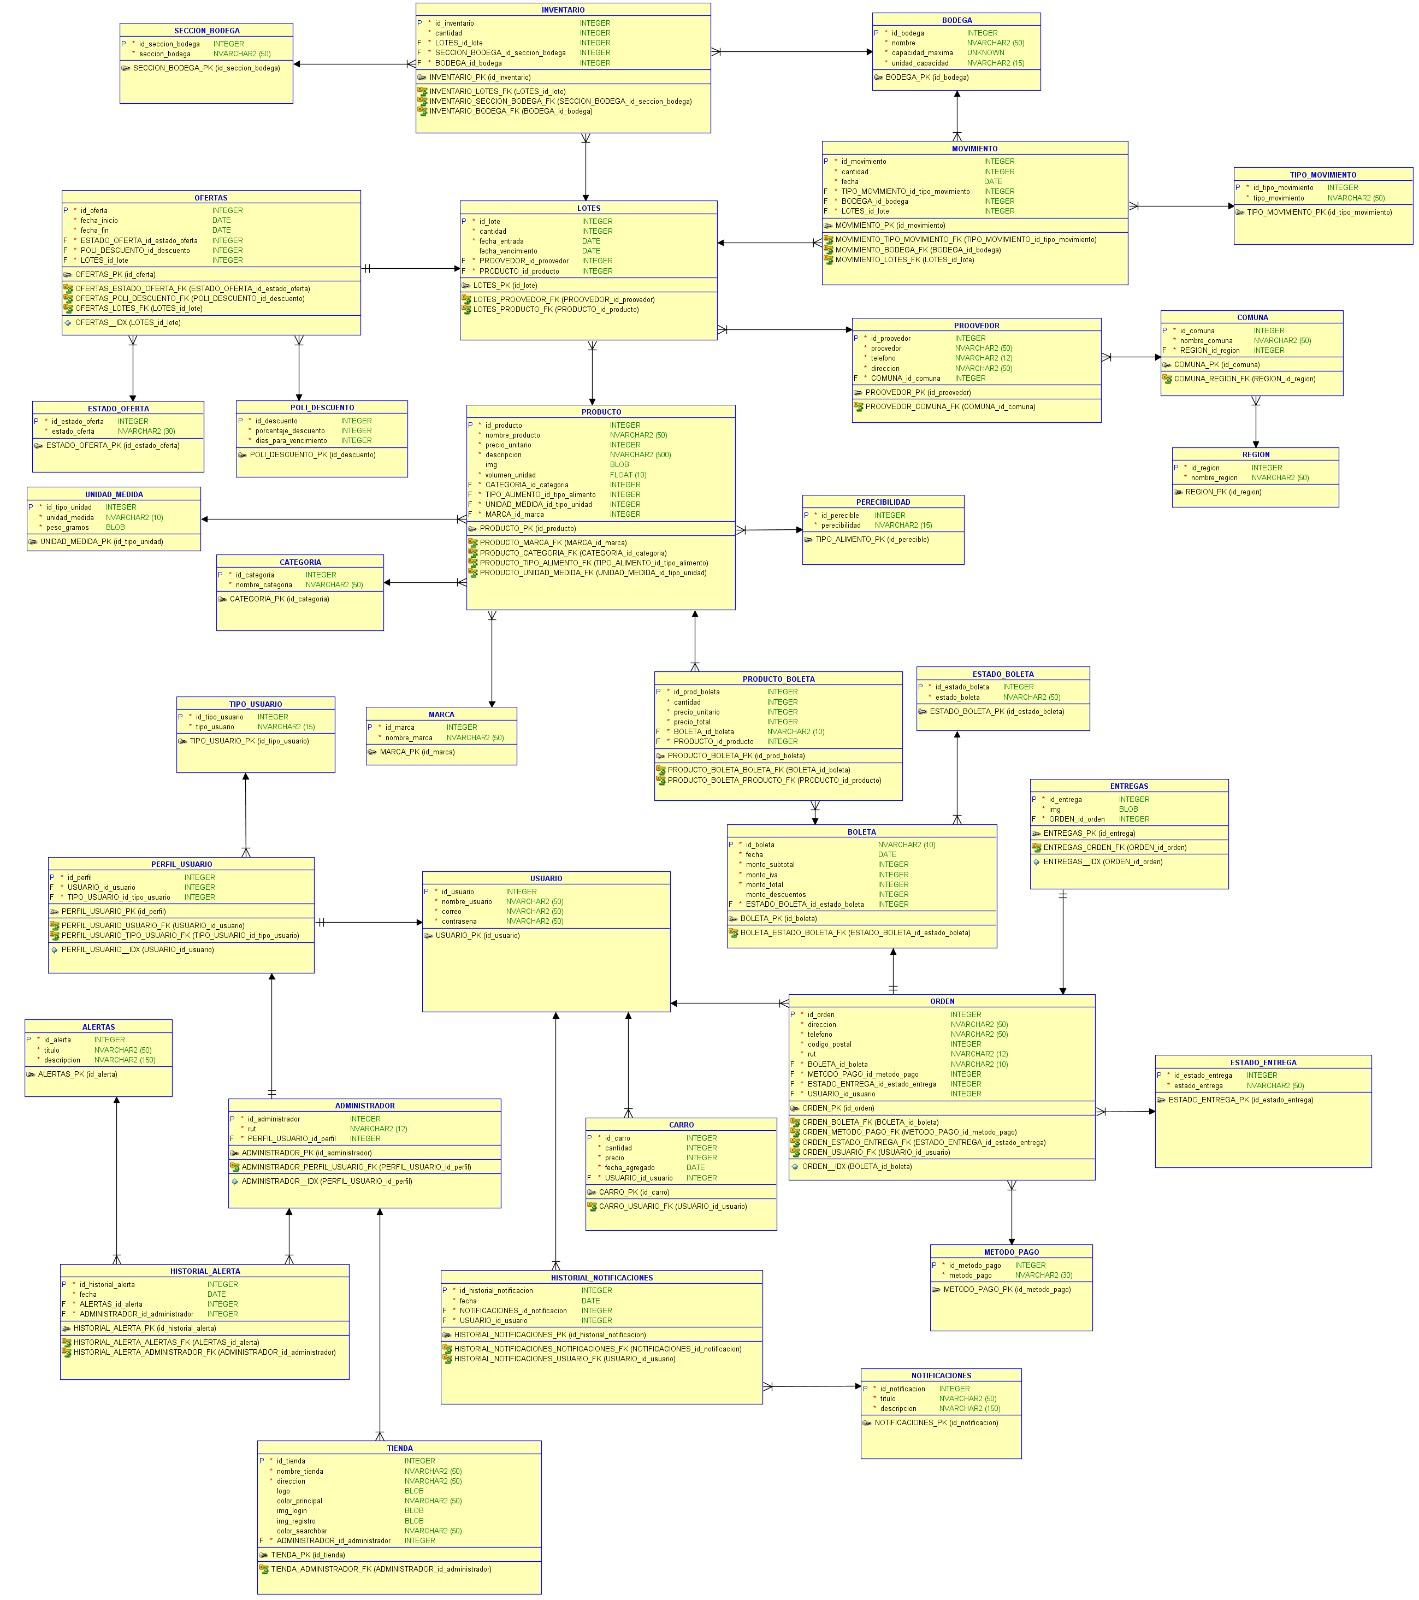 INVENTARIO
P * id_inventario INTEGER
* cantidad INTEGER
F * LOTES_id_lote INTEGER
F * SECCION_BODEGA_id_seccion_bodega INTEGER
F * BODEGA_id_bodega INTEGER
INVENTARIO_PK (id_inventario)
INVENTARIO_LOTES_FK (LOTES_id_lote)
INVENTARIO_SECCION_BODEGA_FK (SECCION_BODEGA_id_seccion_bodega)
INVENTARIO_BODEGA_FK (BODEGA_id_bodega)
SECCION_BODEGA
P * id_seccion_bodega INTEGER
* seccion_bodega NVARCHAR2 (50)
SECCION_BODEGA_PK (id_seccion_bodega)
BODEGA
P * id_bodega INTEGER
* nombre NVARCHAR2 (50)
* capacidad_maxima UNKNOWN
* unidad_capacidad NVARCHAR2 (15)
BODEGA_PK (id_bodega)
MOVIMIENTO
P * id_movimiento INTEGER
* cantidad INTEGER
* fecha DATE
F * TIPO_MOVIMIENTO_id_tipo_movimiento INTEGER
F * BODEGA_id_bodega INTEGER
F * LOTES_id_lote INTEGER
MOVIMIENTO_PK (id_movimiento)
MOVIMIENTO_TIPO_MOVIMIENTO_FK (TIPO_MOVIMIENTO_id_tipo_movimiento)
MOVIMIENTO_BODEGA_FK (BODEGA_id_bodega)
MOVIMIENTO_LOTES_FK (LOTES_id_lote)
TIPO_MOVIMIENTO
P * id_tipo_movimiento INTEGER
* tipo_movimiento NVARCHAR2 (50)
TIPO_MOVIMIENTO_PK (id_tipo_movimiento)
OFERTAS
P * id_oferta INTEGER
* fecha_inicio DATE
* fecha_fin DATE
F * ESTADO_OFERTA_id_estado_oferta INTEGER
F * POLI_DESCUENTO_id_descuento INTEGER
F * LOTES_id_lote INTEGER
OFERTAS_PK (id_oferta)
OFERTAS_ESTADO_OFERTA_FK (ESTADO_OFERTA_id_estado_oferta)
OFERTAS_POLI_DESCUENTO_FK (POLI_DESCUENTO_id_descuento)
OFERTAS_LOTES_FK (LOTES_id_lote)
OFERTAS__IDX (LOTES_id_lote)
LOTES
P * id_lote INTEGER
* cantidad INTEGER
* fecha_entrada DATE
fecha_vencimiento DATE
F * PROOVEDOR_id_proovedor INTEGER
F * PRODUCTO_id_producto INTEGER
LOTES_PK (id_lote)
LOTES_PROOVEDOR_FK (PROOVEDOR_id_proovedor)
LOTES_PRODUCTO_FK (PRODUCTO_id_producto)
PROOVEDOR
P * id_proovedor INTEGER
* proovedor NVARCHAR2 (50)
* telefono NVARCHAR2 (12)
* direccion NVARCHAR2 (50)
F * COMUNA_id_comuna INTEGER
PROOVEDOR_PK (id_proovedor)
PROOVEDOR_COMUNA_FK (COMUNA_id_comuna)
COMUNA
P * id_comuna INTEGER
* nombre_comuna NVARCHAR2 (50)
F * REGION_id_region INTEGER
COMUNA_PK (id_comuna)
COMUNA_REGION_FK (REGION_id_region)
REGION
P * id_region INTEGER
* nombre_region NVARCHAR2 (50)
REGION_PK (id_region)
ESTADO_OFERTA
P * id_estado_oferta INTEGER
* estado_oferta NVARCHAR2 (30)
ESTADO_OFERTA_PK (id_estado_oferta)
POLI_DESCUENTO
P * id_descuento INTEGER
* porcentaje_descuento INTEGER
* dias_para_vencimiento INTEGER
POLI_DESCUENTO_PK (id_descuento)
UNIDAD_MEDIDA
P * id_tipo_unidad INTEGER
* unidad_medida NVARCHAR2 (10)
* peso_gramos BLOB
UNIDAD_MEDIDA_PK (id_tipo_unidad)
PRODUCTO
P * id_producto INTEGER
* nombre_producto NVARCHAR2 (50)
* precio_unitario INTEGER
* descripcion NVARCHAR2 (500)
img BLOB
* volumen_unidad FLOAT (10)
F * CATEGORIA_id_categoria INTEGER
F * TIPO_ALIMENTO_id_tipo_alimento INTEGER
F * UNIDAD_MEDIDA_id_tipo_unidad INTEGER
F * MARCA_id_marca INTEGER
PRODUCTO_PK (id_producto)
PRODUCTO_MARCA_FK (MARCA_id_marca)
PRODUCTO_CATEGORIA_FK (CATEGORIA_id_categoria)
PRODUCTO_TIPO_ALIMENTO_FK (TIPO_ALIMENTO_id_tipo_alimento)
PRODUCTO_UNIDAD_MEDIDA_FK (UNIDAD_MEDIDA_id_tipo_unidad)
PERECIBILIDAD
P * id_perecible INTEGER
* perecibilidad NVARCHAR2 (15)
TIPO_ALIMENTO_PK (id_perecible)
CATEGORIA
P * id_categoria INTEGER
* nombre_categoria NVARCHAR2 (50)
CATEGORIA_PK (id_categoria)
MARCA
P * id_marca INTEGER
* nombre_marca NVARCHAR2 (50)
MARCA_PK (id_marca)
PRODUCTO_BOLETA
P * id_prod_boleta INTEGER
* cantidad INTEGER
* precio_unitario INTEGER
* precio_total INTEGER
F * BOLETA_id_boleta NVARCHAR2 (10)
F * PRODUCTO_id_producto INTEGER
PRODUCTO_BOLETA_PK (id_prod_boleta)
PRODUCTO_BOLETA_BOLETA_FK (BOLETA_id_boleta)
PRODUCTO_BOLETA_PRODUCTO_FK (PRODUCTO_id_producto)
ESTADO_BOLETA
P * id_estado_boleta INTEGER
* estado_boleta NVARCHAR2 (50)
ESTADO_BOLETA_PK (id_estado_boleta)
TIPO_USUARIO
P * id_tipo_usuario INTEGER
* tipo_usuario NVARCHAR2 (15)
TIPO_USUARIO_PK (id_tipo_usuario)
ENTREGAS
P * id_entrega INTEGER
* img BLOB
F * ORDEN_id_orden INTEGER
ENTREGAS_PK (id_entrega)
ENTREGAS_ORDEN_FK (ORDEN_id_orden)
ENTREGAS__IDX (ORDEN_id_orden)
BOLETA
P * id_boleta NVARCHAR2 (10)
* fecha DATE
* monto_subtotal INTEGER
* monto_iva INTEGER
* monto_total INTEGER
monto_descuentos INTEGER
F * ESTADO_BOLETA_id_estado_boleta INTEGER
BOLETA_PK (id_boleta)
BOLETA_ESTADO_BOLETA_FK (ESTADO_BOLETA_id_estado_boleta)
PERFIL_USUARIO
P * id_perfil INTEGER
F * USUARIO_id_usuario INTEGER
F * TIPO_USUARIO_id_tipo_usuario INTEGER
PERFIL_USUARIO_PK (id_perfil)
PERFIL_USUARIO_USUARIO_FK (USUARIO_id_usuario)
PERFIL_USUARIO_TIPO_USUARIO_FK (TIPO_USUARIO_id_tipo_usuario)
PERFIL_USUARIO__IDX (USUARIO_id_usuario)
USUARIO
P * id_usuario INTEGER
* nombre_usuario NVARCHAR2 (50)
* correo NVARCHAR2 (50)
* contrasena NVARCHAR2 (50)
USUARIO_PK (id_usuario)
ORDEN
P * id_orden INTEGER
* direccion NVARCHAR2 (50)
* telefono NVARCHAR2 (50)
* codigo_postal INTEGER
* rut NVARCHAR2 (12)
F * BOLETA_id_boleta NVARCHAR2 (10)
F * METODO_PAGO_id_metodo_pago INTEGER
F * ESTADO_ENTREGA_id_estado_entrega INTEGER
F * USUARIO_id_usuario INTEGER
ORDEN_PK (id_orden)
ORDEN_BOLETA_FK (BOLETA_id_boleta)
ORDEN_METODO_PAGO_FK (METODO_PAGO_id_metodo_pago)
ORDEN_ESTADO_ENTREGA_FK (ESTADO_ENTREGA_id_estado_entrega)
ORDEN_USUARIO_FK (USUARIO_id_usuario)
ORDEN__IDX (BOLETA_id_boleta)
ALERTAS
P * id_alerta INTEGER
* titulo NVARCHAR2 (50)
* descripcion NVARCHAR2 (150)
ALERTAS_PK (id_alerta)
ESTADO_ENTREGA
P * id_estado_entrega INTEGER
* estado_entrega NVARCHAR2 (50)
ESTADO_ENTREGA_PK (id_estado_entrega)
ADMINISTRADOR
P * id_administrador INTEGER
* rut NVARCHAR2 (12)
F * PERFIL_USUARIO_id_perfil INTEGER
ADMINISTRADOR_PK (id_administrador)
ADMINISTRADOR_PERFIL_USUARIO_FK (PERFIL_USUARIO_id_perfil)
ADMINISTRADOR__IDX (PERFIL_USUARIO_id_perfil)
CARRO
P * id_carro INTEGER
* cantidad INTEGER
* precio INTEGER
* fecha_agregado DATE
F * USUARIO_id_usuario INTEGER
CARRO_PK (id_carro)
CARRO_USUARIO_FK (USUARIO_id_usuario)
METODO_PAGO
P * id_metodo_pago INTEGER
* metodo_pago NVARCHAR2 (30)
METODO_PAGO_PK (id_metodo_pago)
HISTORIAL_ALERTA
P * id_historial_alerta INTEGER
* fecha DATE
F * ALERTAS_id_alerta INTEGER
F * ADMINISTRADOR_id_administrador INTEGER
HISTORIAL_ALERTA_PK (id_historial_alerta)
HISTORIAL_ALERTA_ALERTAS_FK (ALERTAS_id_alerta)
HISTORIAL_ALERTA_ADMINISTRADOR_FK (ADMINISTRADOR_id_administrador)
HISTORIAL_NOTIFICACIONES
P * id_historial_notificacion INTEGER
* fecha DATE
F * NOTIFICACIONES_id_notificacion INTEGER
F * USUARIO_id_usuario INTEGER
HISTORIAL_NOTIFICACIONES_PK (id_historial_notificacion)
HISTORIAL_NOTIFICACIONES_NOTIFICACIONES_FK (NOTIFICACIONES_id_notificacion)
HISTORIAL_NOTIFICACIONES_USUARIO_FK (USUARIO_id_usuario)
NOTIFICACIONES
P * id_notificacion INTEGER
* titulo NVARCHAR2 (50)
* descripcion NVARCHAR2 (150)
NOTIFICACIONES_PK (id_notificacion)
TIENDA
P * id_tienda INTEGER
* nombre_tienda NVARCHAR2 (50)
* direccion NVARCHAR2 (50)
logo BLOB
color_principal NVARCHAR2 (50)
img_login BLOB
img_registro BLOB
color_searchbar NVARCHAR2 (50)
F * ADMINISTRADOR_id_administrador INTEGER
TIENDA_PK (id_tienda)
TIENDA_ADMINISTRADOR_FK (ADMINISTRADOR_id_administrador)